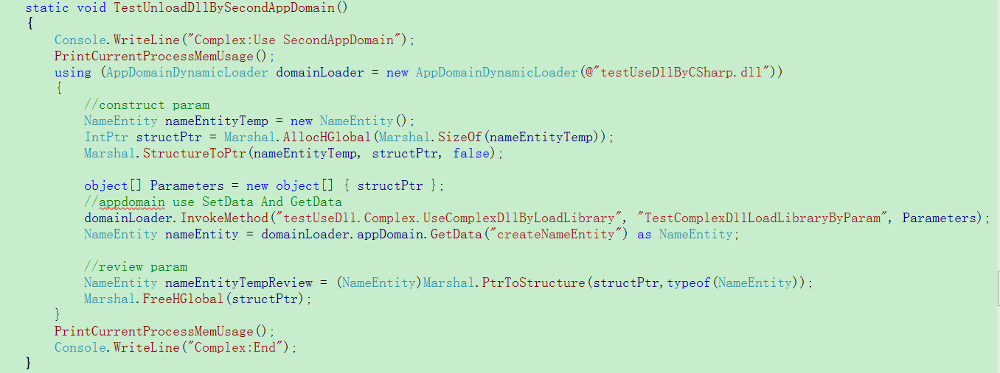 static void TestUnloadDllBySecondAppDomain()
{
Console.WriteLine("Complex:Use SecondAppDomain");
PrintCurrentProcessMemUsage();
using (AppDomainDynamicLoader domainLoader = new AppDomainDynamicLoader(@"testUseDllByCSharp.dll"))
{
//construct param
NameEntity nameEntityTemp = new NameEntity();
IntPtr structPtr = Marshal.AllocHGlobal(Marshal.SizeOf(nameEntityTemp));
Marshal.StructureToPtr(nameEntityTemp, structPtr, false);
object[] Parameters = new object[] { structPtr };
//appdomain use SetData And GetData
domainLoader.InvokeMethod("testUseDll.Complex.UseComplexDllByLoadLibrary", "TestComplexDllLoadLibraryByParam", Parameters);
NameEntity nameEntity = domainLoader.appDomain.GetData("createNameEntity") as NameEntity;
//review param
NameEntity nameEntityTempReview = (NameEntity)Marshal.PtrToStructure(structPtr,typeof(NameEntity));
Marshal.FreeHGlobal(structPtr);
}
PrintCurrentProcessMemUsage();
Console.WriteLine("Complex:End");
}